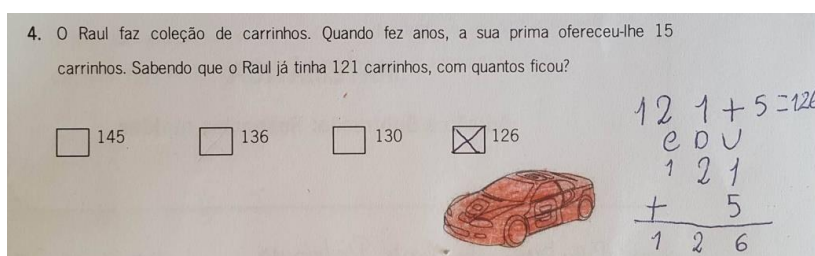 4. O Raul faz coleção de carrinhos. Quando fez anos, a sua prima ofereceu-lhe 15
carrinhos. Sabendo que o Raul já tinha 121 carrinhos, com quantos ficou?
145 136 130 126
121+5=126
C D U
1 2 1
+ 5
1 2 6